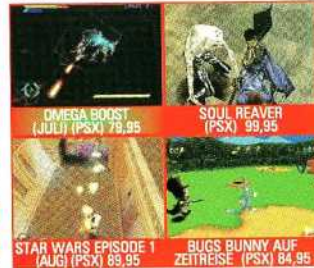 OMEGA BOOST
(JULI) (PSX) 79,95
SOUL REAVER
(PSX) 99,95
STAR WARS EPISODE 1
(AUG) (PSX) 89,95
BUGS BUNNY AUF
ZEITREISE (PSX) 84,95